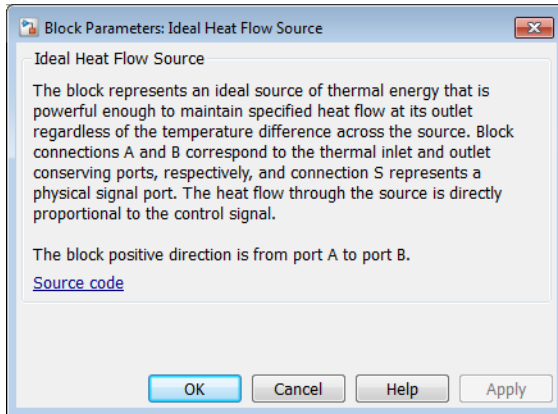 Block Parameters: Ideal Heat Flow Source
Ideal Heat Flow Source
The block represents an ideal source of thermal energy that is
powerful enough to maintain specified heat flow at its outlet
regardless of the temperature difference across the source. Block
connections A and B correspond to the thermal inlet and outlet
conserving ports, respectively, and connection S represents a
physical signal port. The heat flow through the source is directly
proportional to the control signal.
The block positive direction is from port A to port B.
Source code
OK Cancel Help Apply